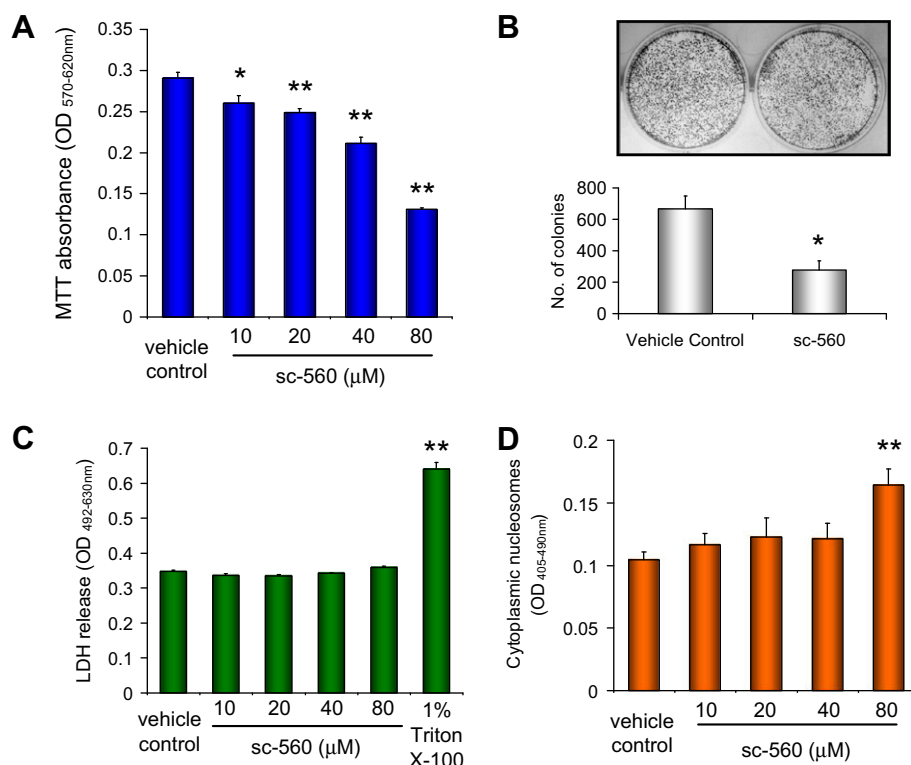 A
MTT absorbance (OD 570-620nm)
0.35
0.3
0.25
0.2
0.15
0.1
0.05
0
*
**
**
**
vehicle
control
10 20 40 80
sc-560 (µM)
B
No. of colonies
800
600
400
200
0
*
Vehicle Control sc-560
C
LDH release (OD 492-630nm)
0.7
0.6
0.5
0.4
0.3
0.2
0.1
0
**
vehicle
control
10 20 40 80
sc-560 (µM)
1%
Triton
X-100
D
Cytoplasmic nucleosomes
(OD 405-490nm)
0.2
0.15
0.1
0.05
0
**
vehicle
control
10 20 40 80
sc-560 (µM)